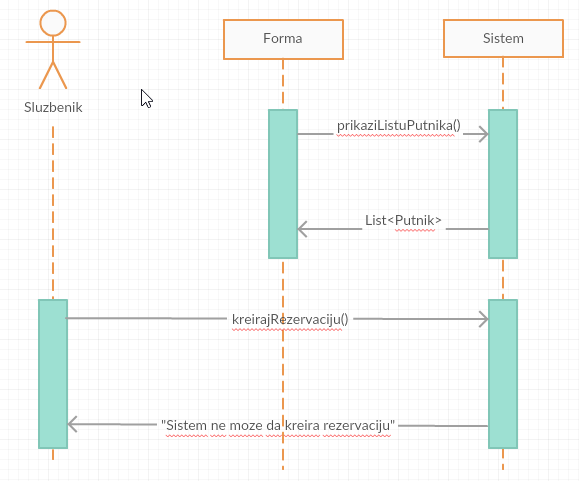 Forma
Sistem
Sluzbenik
prikaziListuPutnika()
List<Putnik>
kreirajRezervaciju()
"Sistem ne moze da kreira rezervaciju"